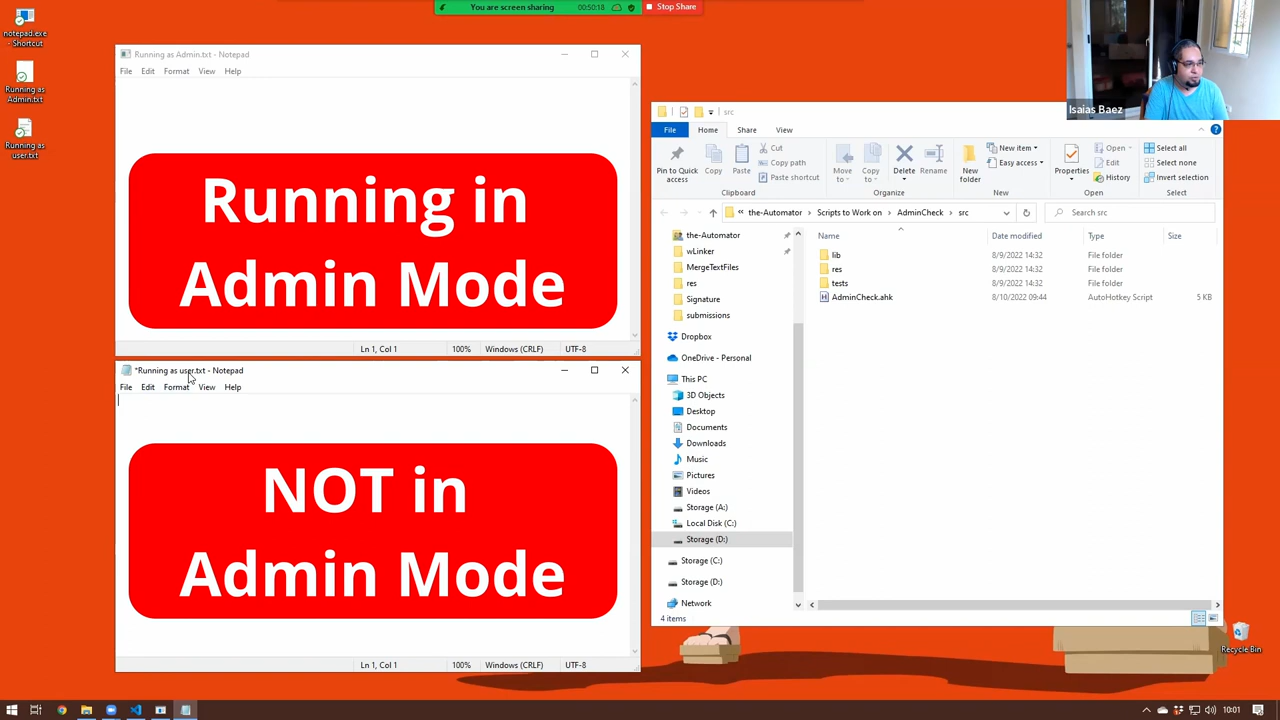 You are screen sharing
00:50:18
Stop Share
notepad.exe
- Shortcut
Running as
Admin.txt
Running as
user.txt
Running as Admin.txt - Notepad
File Edit Format View Help
Running in
Admin Mode
Ln 1, Col 1 100% Windows (CRLF) UTF-8
*Running as user.txt - Notepad
File Edit Format View Help
NOT in
Admin Mode
Ln 1, Col 1 100% Windows (CRLF) UTF-8
Isaias Baez
src
File Home Share View
Pin to Quick
access
Copy
Paste
Cut
Copy path
Paste shortcut
Clipboard
Move
to
Copy
to
Delete
Rename
Organize
New
folder
New item
Easy access
New
Properties
Open
Edit
History
Open
Select all
Select none
Invert selection
Select
the-Automator Scripts to Work on AdminCheck src
Search src
the-Automator
wLinker
MergeTextFiles
res
Signature
submissions
Dropbox
OneDrive - Personal
This PC
3D Objects
Desktop
Documents
Downloads
Music
Pictures
Videos
Storage (A:)
Local Disk (C:)
Storage (D:)
Storage (C:)
Storage (D:)
Network
Name Date modified Type Size
lib 8/9/2022 14:32 File folder
res 8/9/2022 14:32 File folder
tests 8/9/2022 14:32 File folder
AdminCheck.ahk 8/10/2022 09:44 AutoHotkey Script 5 KB
4 items
Recycle Bin
10:01